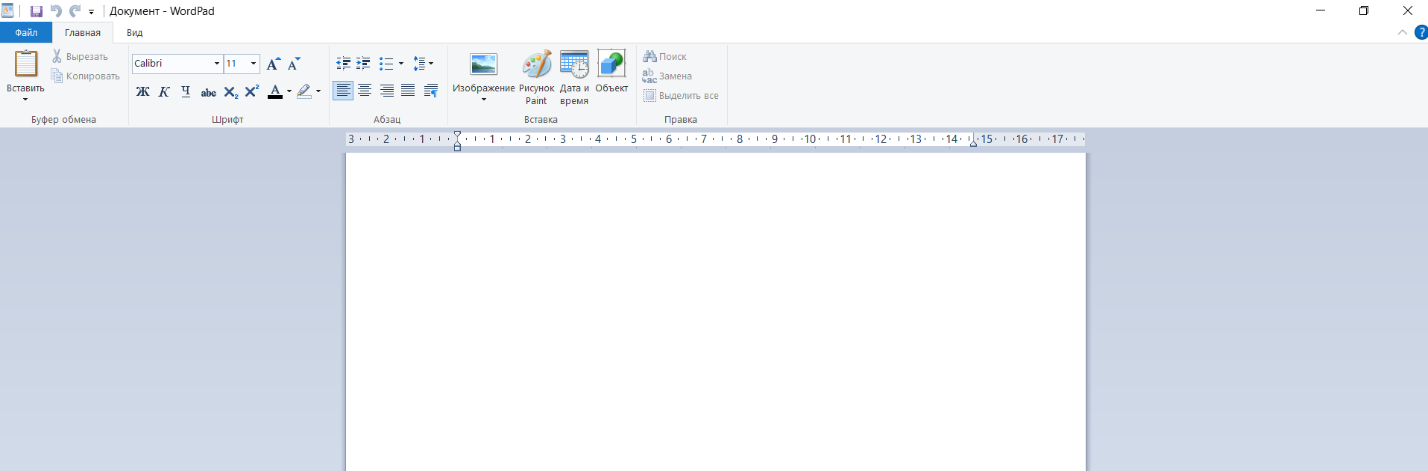 Документ - WordPad
Файл Главная Вид
Вставить
Вырезать
Копировать
Буфер обмена
Calibri 11
Ж К Ч abc X₂ X² A
Шрифт
Абзац
Изображение
Рисунок Paint
Дата и время
Объект
Вставка
Поиск
Замена
Выделить все
Правка
3 2 1 1 2 3 4 5 6 7 8 9 10 11 12 13 14 15 16 17